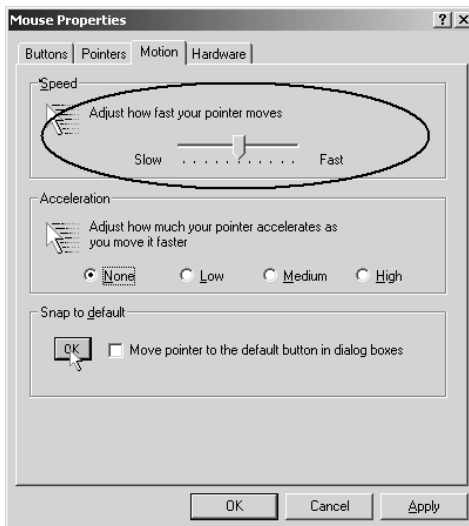 Mouse Properties
? x
Buttons Pointers Motion Hardware
Speed
Adjust how fast your pointer moves
Slow Fast
Acceleration
Adjust how much your pointer accelerates as
you move it faster
None Low Medium High
Snap to default
OK Move pointer to the default button in dialog boxes
OK Cancel Apply